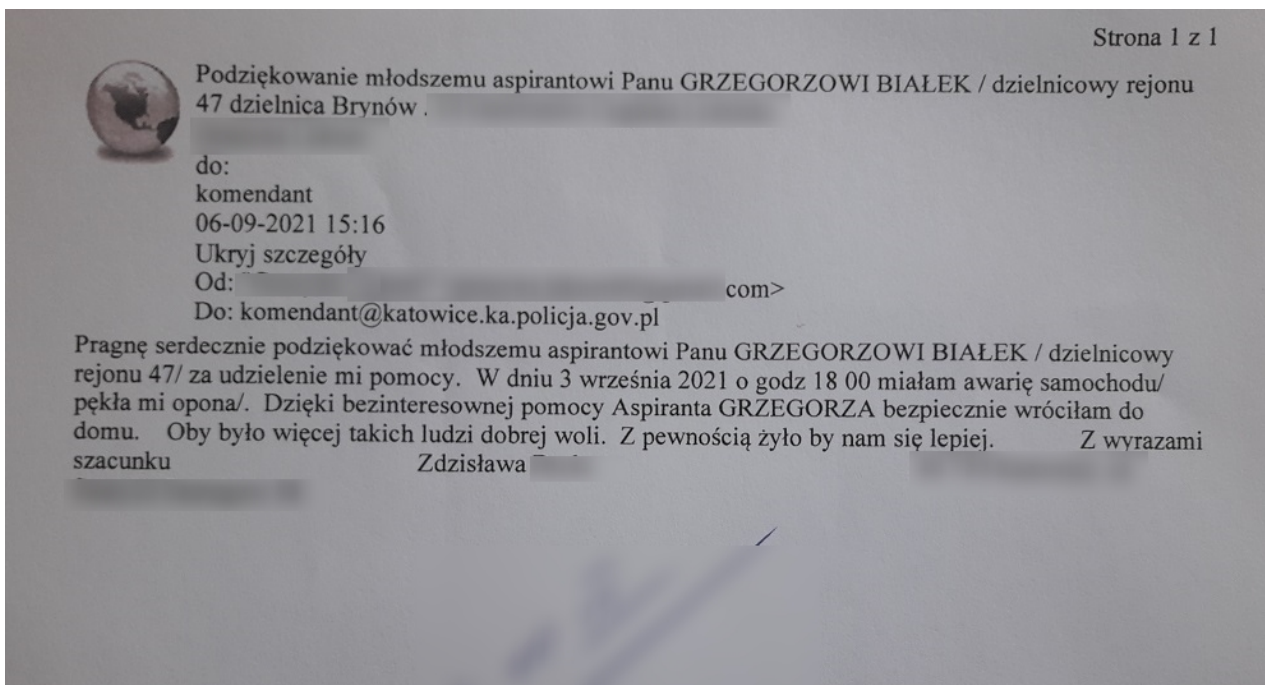 Strona 1 z 1
Podziękowanie młodszemu aspirantowi Panu GRZEGORZOWI BIAŁEK / dzielnicowy rejonu
47 dzielnica Brynów .
do:
komendant
06-09-2021 15:16
Ukryj szczegóły
Od: com>
Do: komendant@katowice.ka.policja.gov.pl
Pragnę serdecznie podziękować młodszemu aspirantowi Panu GRZEGORZOWI BIAŁEK / dzielnicowy
rejonu 47/ za udzielenie mi pomocy. W dniu 3 września 2021 o godz 18 00 miałam awarię samochodu/
pękła mi opona/. Dzięki bezinteresownej pomocy Aspiranta GRZEGORZA bezpiecznie wróciłam do
domu. Oby było więcej takich ludzi dobrej woli. Z pewnością żyło by nam się lepiej. Z wyrazami
szacunku Zdzisława